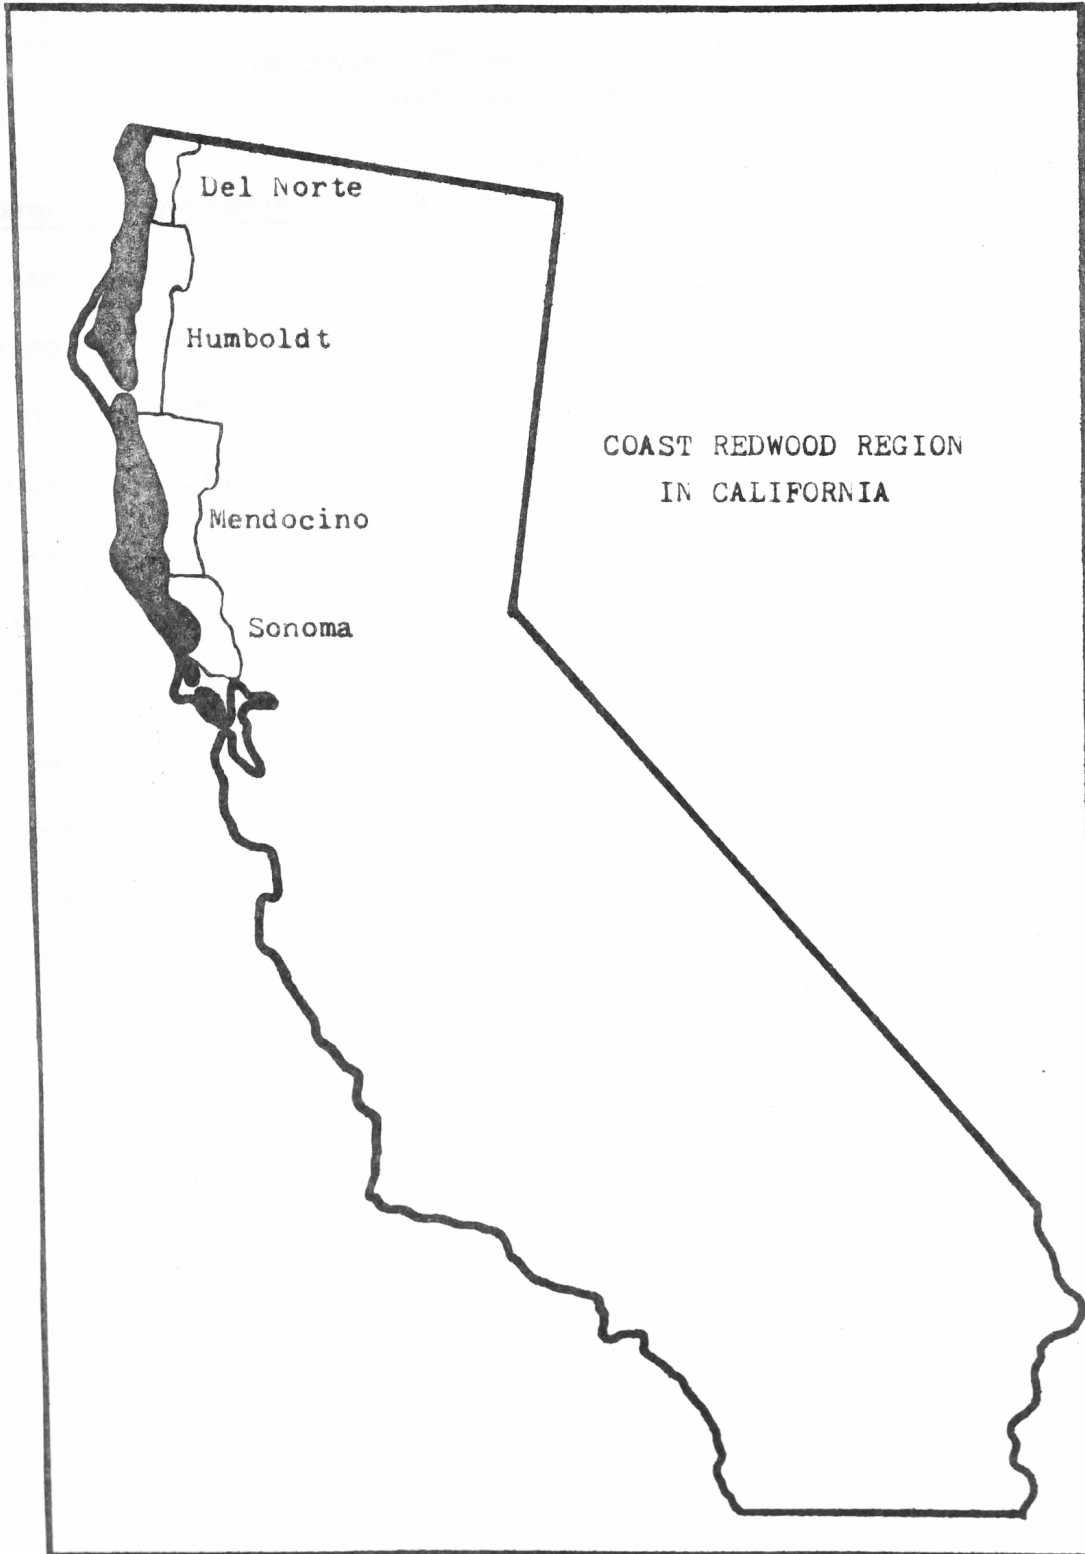 Del Norte
Humboldt
COAST REDWOOD REGION
IN CALIFORNIA
Mendocino
Sonoma